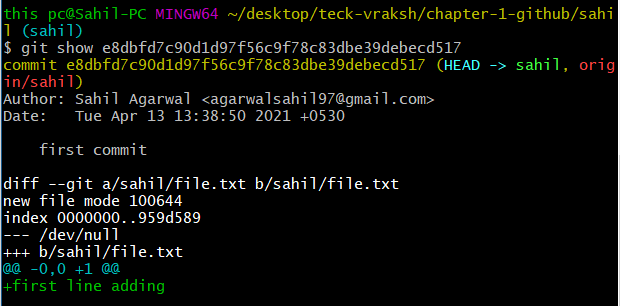 this pc@Sahil-PC MINGW64 ~/desktop/teck-vraksh/chapter-1-github/sahi
l (sahil)
$ git show e8dbfd7c90d1d97f56c9f78c83dbe39debecd517
commit e8dbfd7c90d1d97f56c9f78c83dbe39debecd517 (HEAD -> sahil, orig
in/sahil)
Author: Sahil Agarwal <agarwalsahil97@gmail.com>
Date:   Tue Apr 13 13:38:50 2021 +0530
    first commit
diff --git a/sahil/file.txt b/sahil/file.txt
new file mode 100644
index 0000000..959d589
--- /dev/null
+++ b/sahil/file.txt
@@ -0,0 +1 @@
+first line adding